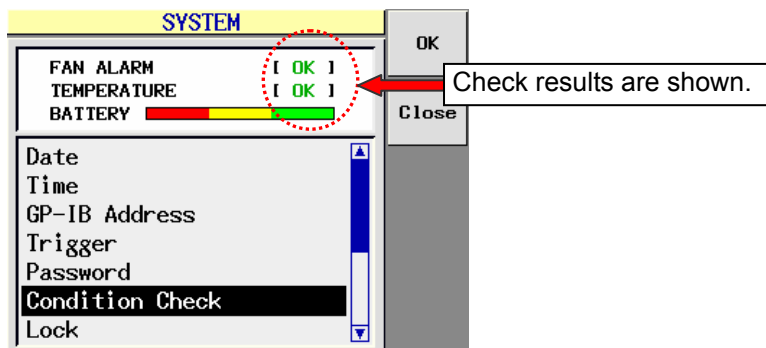 SYSTEM
OK
FAN ALARM [ OK ]
TEMPERATURE [ OK ]
BATTERY
Check results are shown.
Close
Date
Time
GP-IB Address
Trigger
Password
Condition Check
Lock